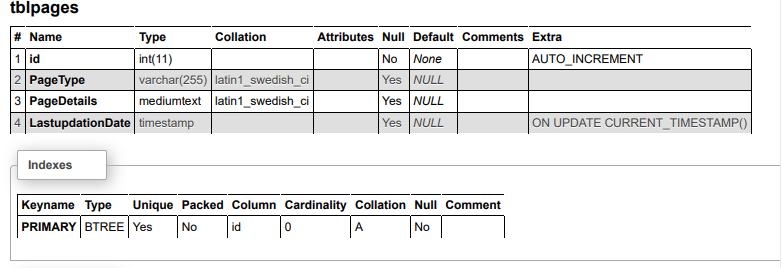 tblpages
# Name Type Collation Attributes Null Default Comments Extra
1 id int(11) No None AUTO_INCREMENT
2 PageType varchar(255) latin1_swedish_ci Yes NULL
3 PageDetails mediumtext latin1_swedish_ci Yes NULL
4 LastupdationDate timestamp Yes NULL ON UPDATE CURRENT_TIMESTAMP()
Indexes
Keyname Type Unique Packed Column Cardinality Collation Null Comment
PRIMARY BTREE Yes No id 0 A No